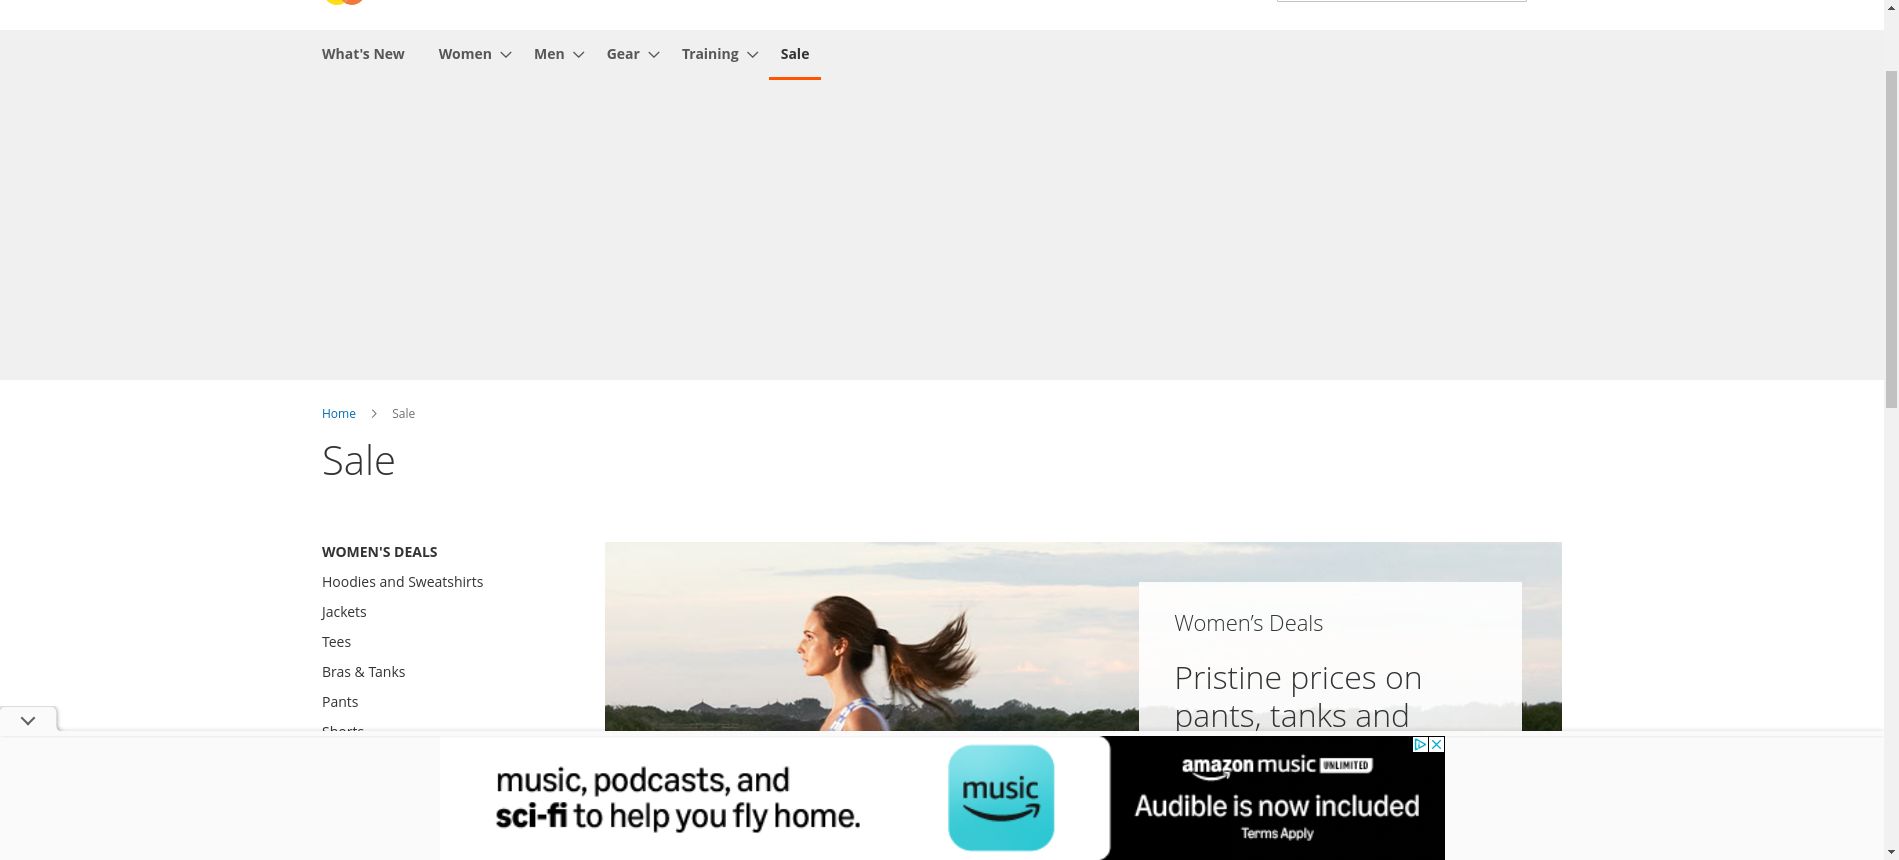 What's New Women Men Gear Training Sale
Home Sale
Sale
WOMEN'S DEALS
Hoodies and Sweatshirts
Jackets
Tees
Bras & Tanks
Pants
Shorts
Women's Deals
Pristine prices on
pants, tanks and
music, podcasts, and
sci-fi to help you fly home.
music
amazon music UNLIMITED
Audible is now included
Terms Apply